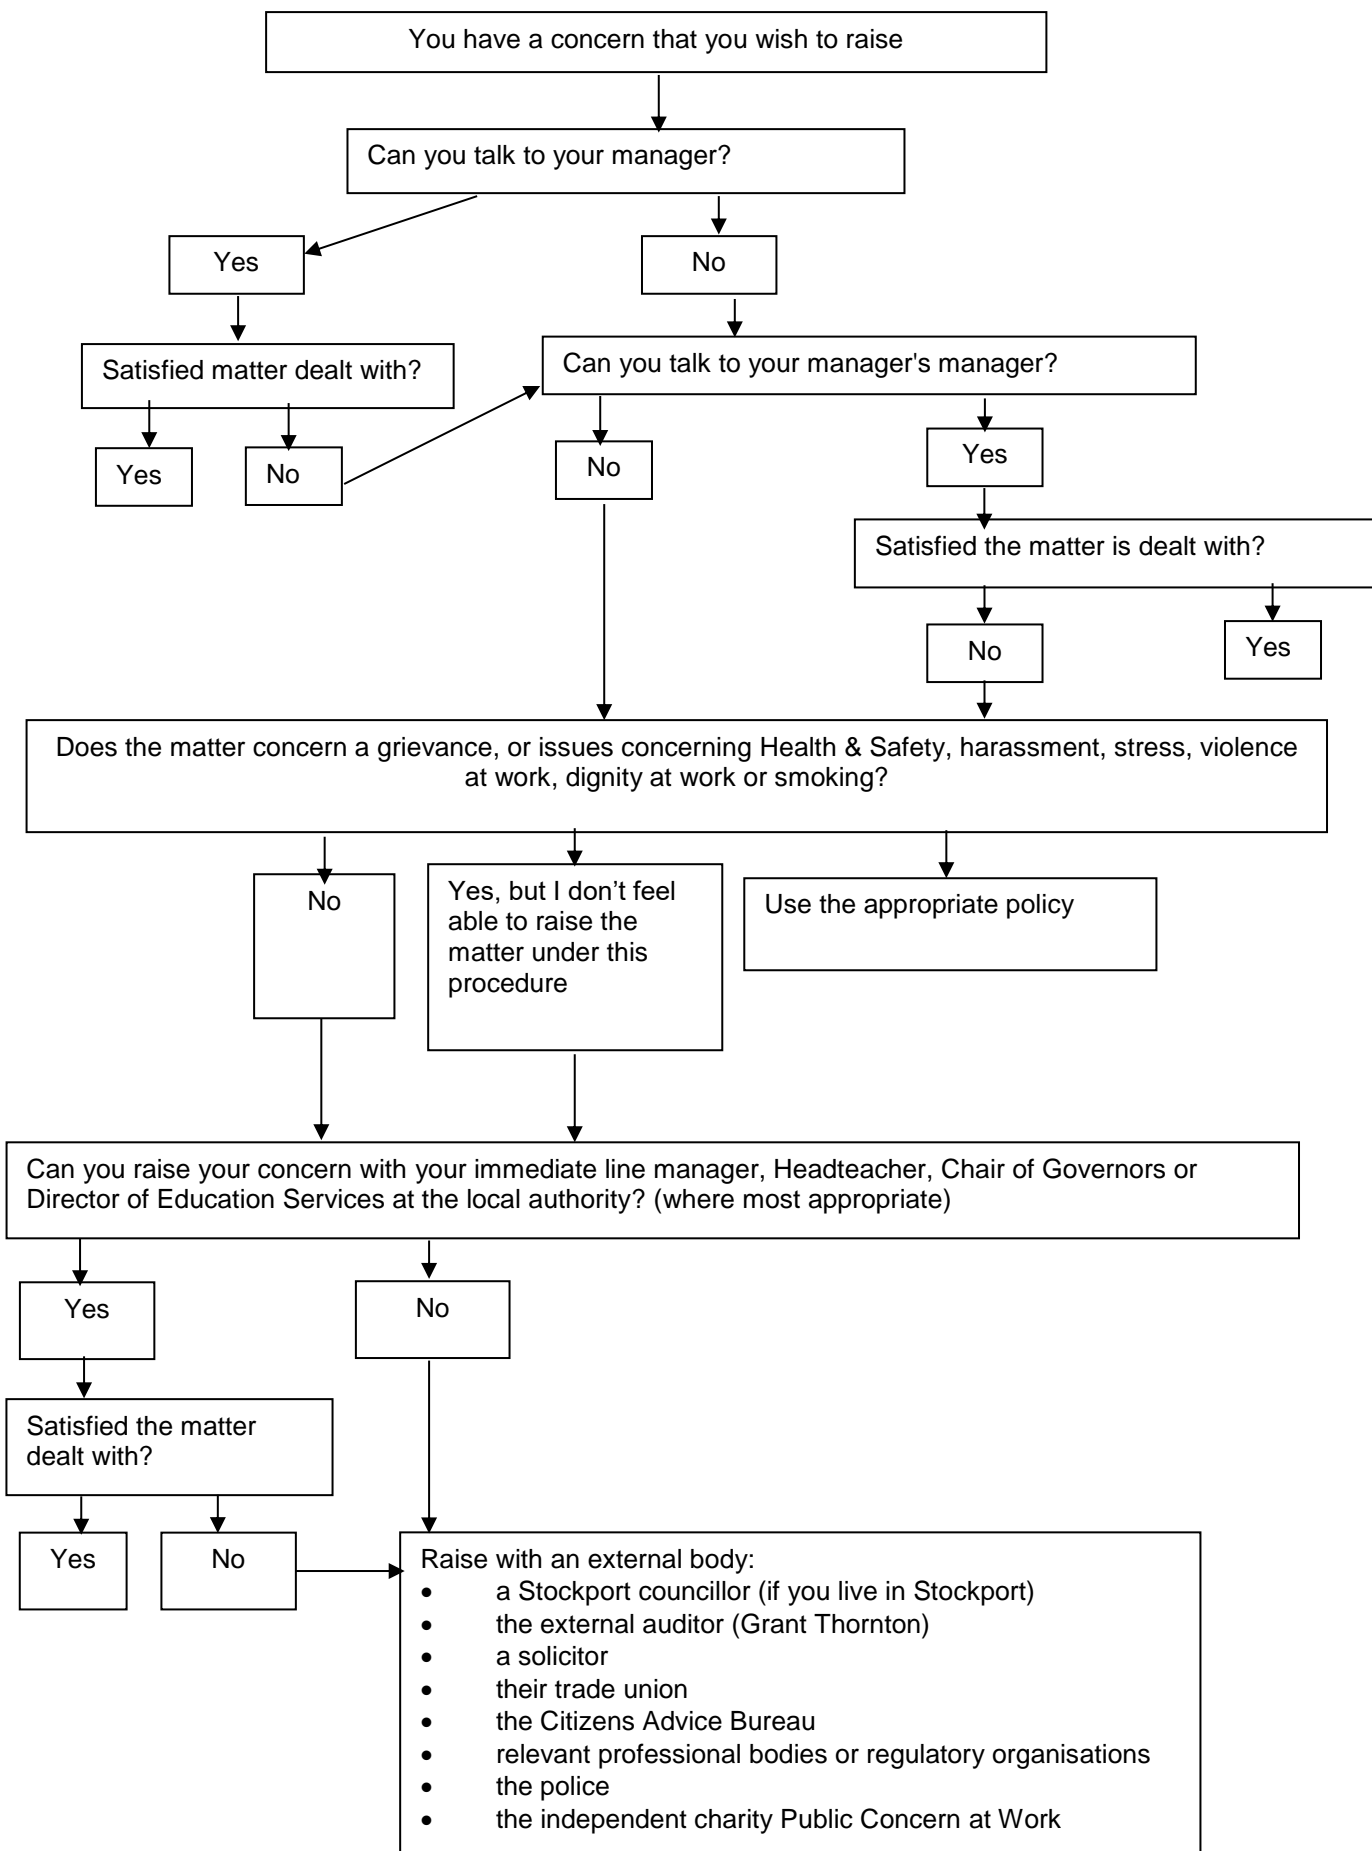 You have a concern that you wish to raise
Can you talk to your manager?
Yes
No
Satisfied matter dealt with?
Can you talk to your manager's manager?
Yes
No
No
Yes
Satisfied the matter is dealt with?
No
Yes
Does the matter concern a grievance, or issues concerning Health & Safety, harassment, stress, violence
at work, dignity at work or smoking?
No
Yes, but I don’t feel
able to raise the
matter under this
procedure
Use the appropriate policy
Can you raise your concern with your immediate line manager, Headteacher, Chair of Governors or
Director of Education Services at the local authority? (where most appropriate)
Yes
No
Satisfied the matter
dealt with?
Yes
No
Raise with an external body:
• a Stockport councillor (if you live in Stockport)
• the external auditor (Grant Thornton)
• a solicitor
• their trade union
• the Citizens Advice Bureau
• relevant professional bodies or regulatory organisations
• the police
• the independent charity Public Concern at Work